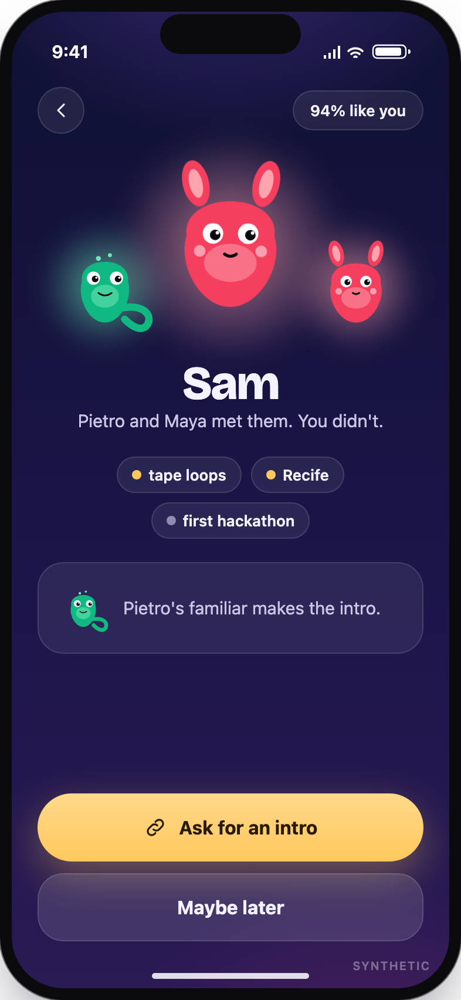 9:41
94% like you
Sam
Pietro and Maya met them. You didn't.
tape loops
Recife
first hackathon
Pietro's familiar makes the intro.
Ask for an intro
Maybe later
SYNTHETIC